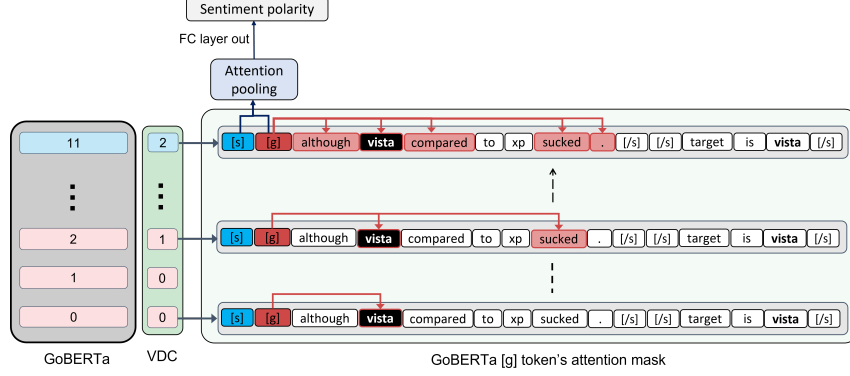 Sentiment polarity
FC layer out
Attention
pooling
11 2 [s] [g] although vista compared to xp sucked . [/s] [/s] target is vista [/s]
2 1 [s] [g] although vista compared to xp sucked . [/s] [/s] target is vista [/s]
1 0
0 0 [s] [g] although vista compared to xp sucked . [/s] [/s] target is vista [/s]
GoBERTa VDC GoBERTa [g] token's attention mask